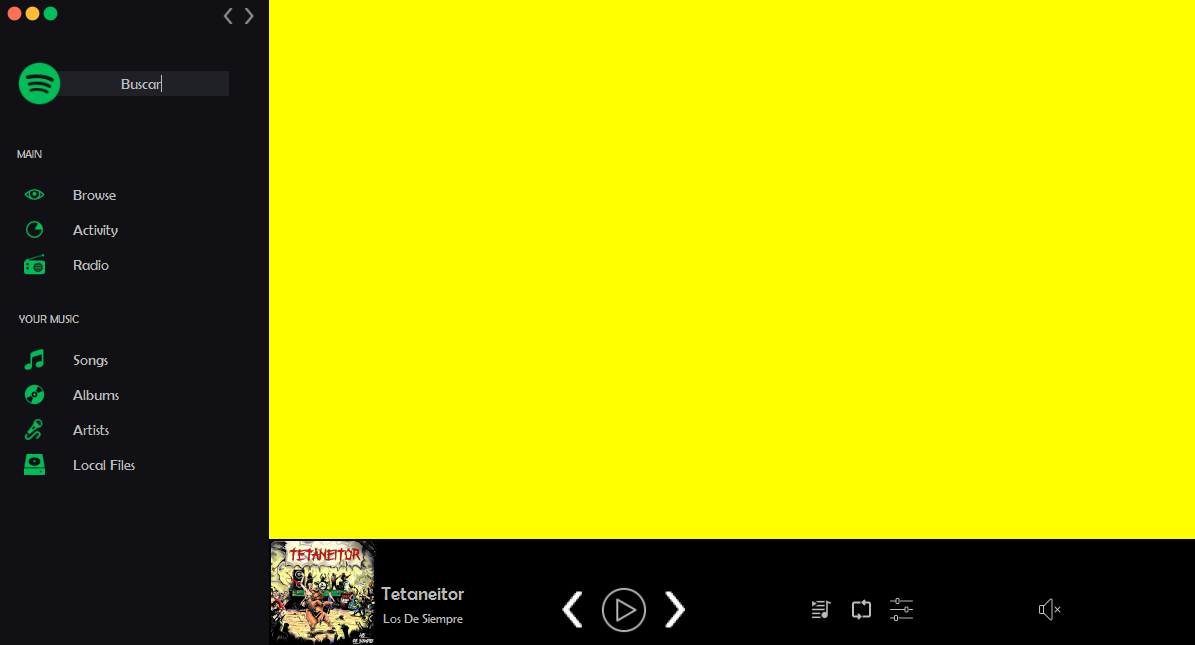 Buscar
MAIN
Browse
Activity
Radio
YOUR MUSIC
Songs
Albums
Artists
Local Files
TETANEITOR
Tetaneitor
Los De Siempre